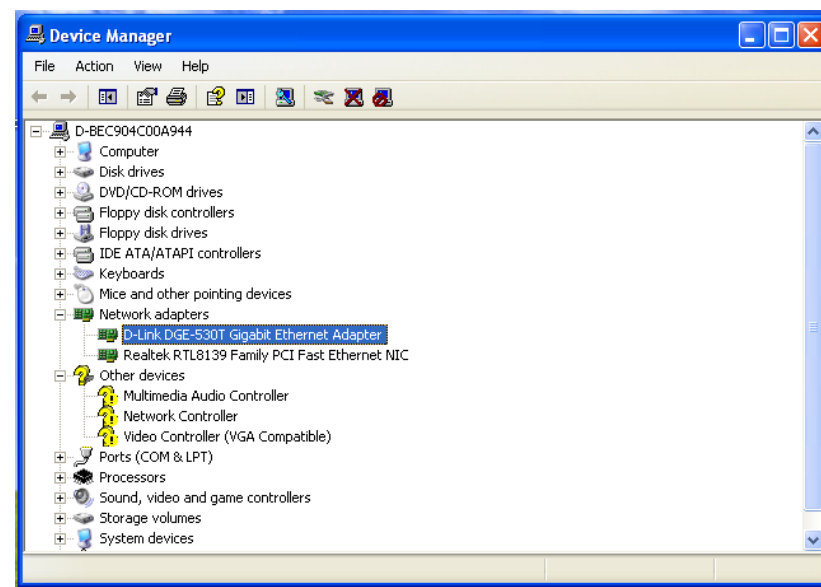 Device Manager
File Action View Help
D-BEC904C00A944
Computer
Disk drives
DVD/CD-ROM drives
Floppy disk controllers
Floppy disk drives
IDE ATA/ATAPI controllers
Keyboards
Mice and other pointing devices
Network adapters
D-Link DGE-530T Gigabit Ethernet Adapter
Realtek RTL8139 Family PCI Fast Ethernet NIC
Other devices
Multimedia Audio Controller
Network Controller
Video Controller (VGA Compatible)
Ports (COM & LPT)
Processors
Sound, video and game controllers
Storage volumes
System devices